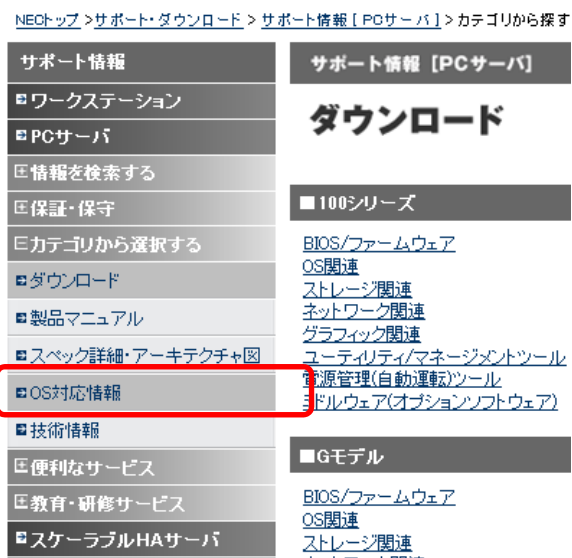 NECトップ >サポート・ダウンロード > サポート情報 [ PCサーバ ] > カテゴリから探す
サポート情報
ワークステーション
PCサーバ
情報を検索する
保証・保守
カテゴリから選択する
ダウンロード
製品マニュアル
スペック詳細・アーキテクチャ図
OS対応情報
技術情報
便利なサービス
教育・研修サービス
スケーラブルHAサーバ
サポート情報 [PCサーバ]
ダウンロード
■100シリーズ
BIOS/ファームウェア
OS関連
ストレージ関連
ネットワーク関連
グラフィック関連
ユーティリティ/マネージメントツール
電源管理(自動運転)ツール
ミドルウェア(オプションソフトウェア)
■Gモデル
BIOS/ファームウェア
OS関連
ストレージ関連